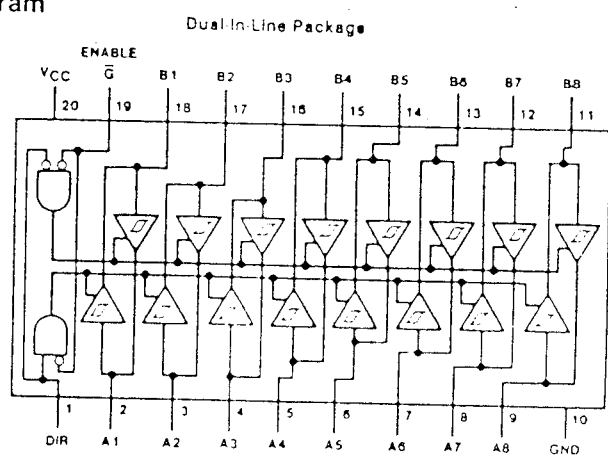 ram
Dual-In-Line Package
ENABLE
VCC G̅ B1 B2 B3 B4 B5 B6 B7 B8
20 19 18 17 16 15 14 13 12 11
1 2 3 4 5 6 7 8 9 10
DIR A1 A2 A3 A4 A5 A6 A7 A8 GND